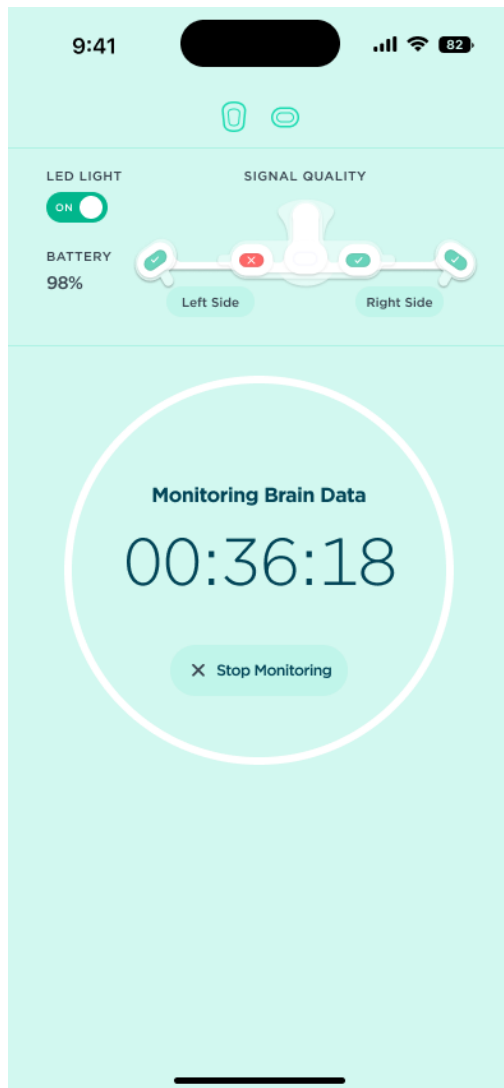 9:41
82
LED LIGHT
SIGNAL QUALITY
ON
BATTERY
98%
Left Side
Right Side
Monitoring Brain Data
00:36:18
Stop Monitoring